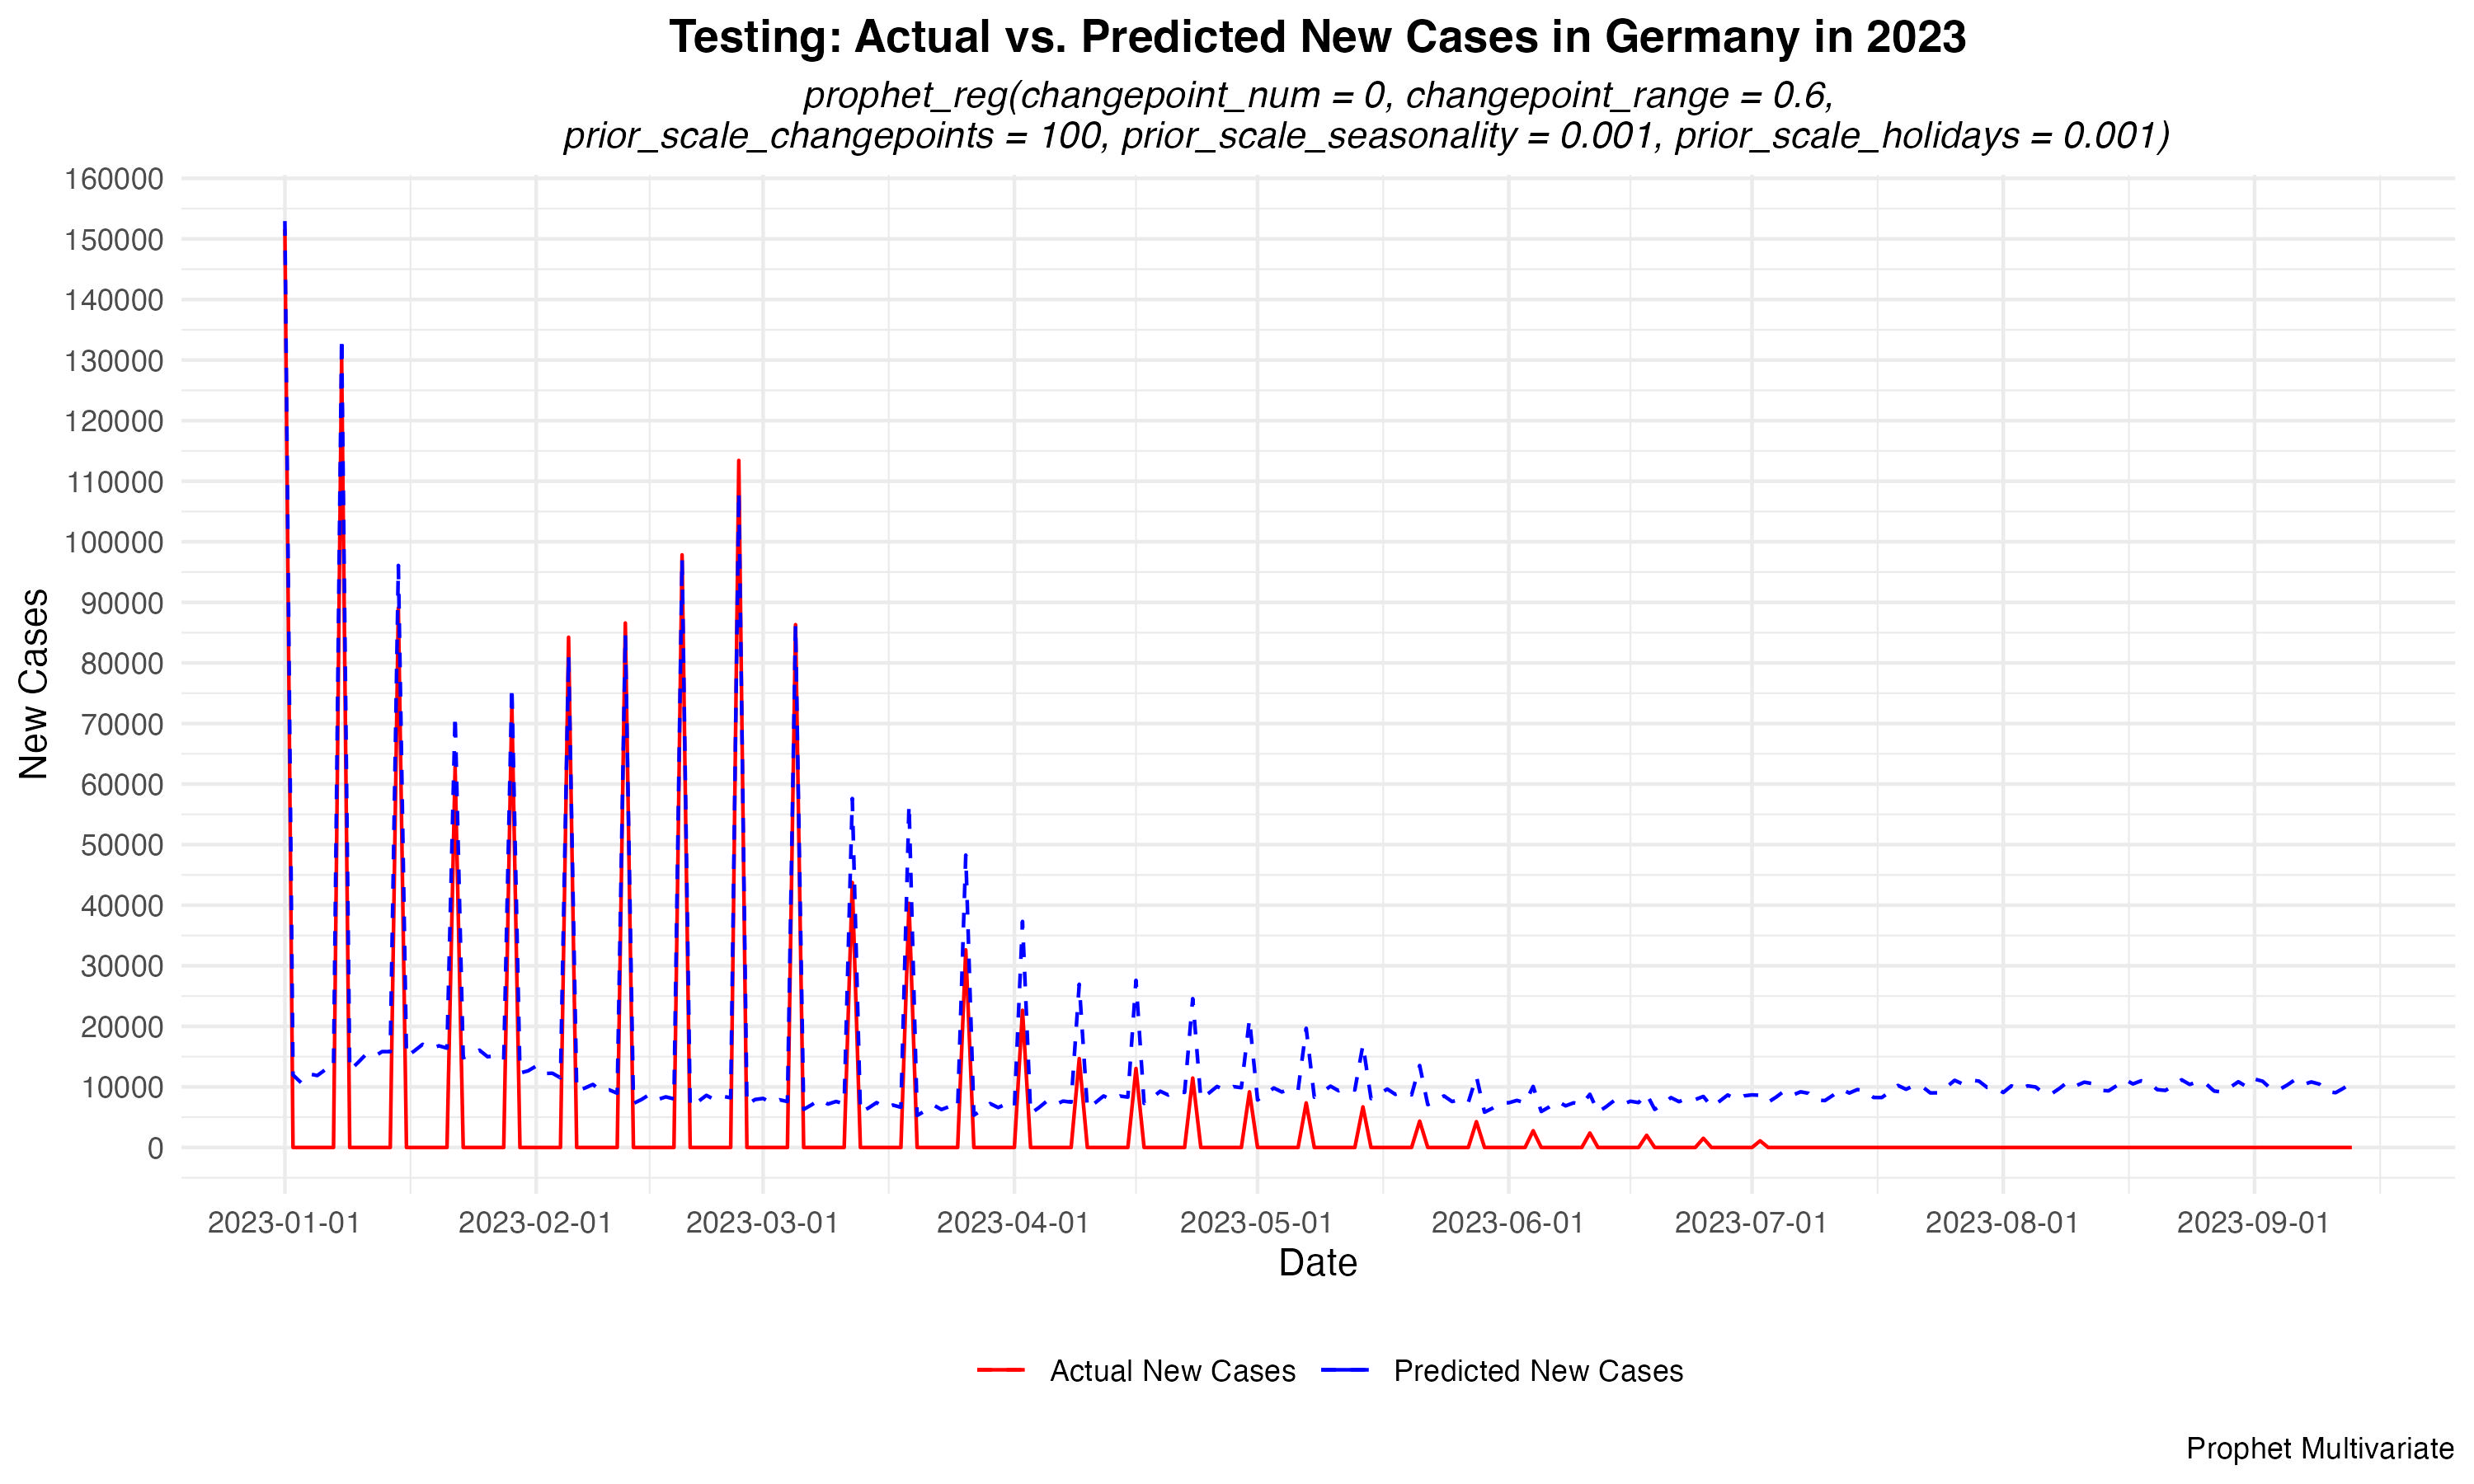 Testing: Actual vs. Predicted New Cases in Germany in 2023
prophet_reg(changepoint_num = 0, changepoint_range = 0.6,
prior_scale_changepoints = 100, prior_scale_seasonality = 0.001, prior_scale_holidays = 0.001)
160000
150000
140000
130000
120000
110000
100000
90000
80000
70000
60000
50000
40000
30000
20000
10000
0
New Cases
2023-01-01 2023-02-01 2023-03-01 2023-04-01 2023-05-01 2023-06-01 2023-07-01 2023-08-01 2023-09-01
Date
Actual New Cases Predicted New Cases
Prophet Multivariate